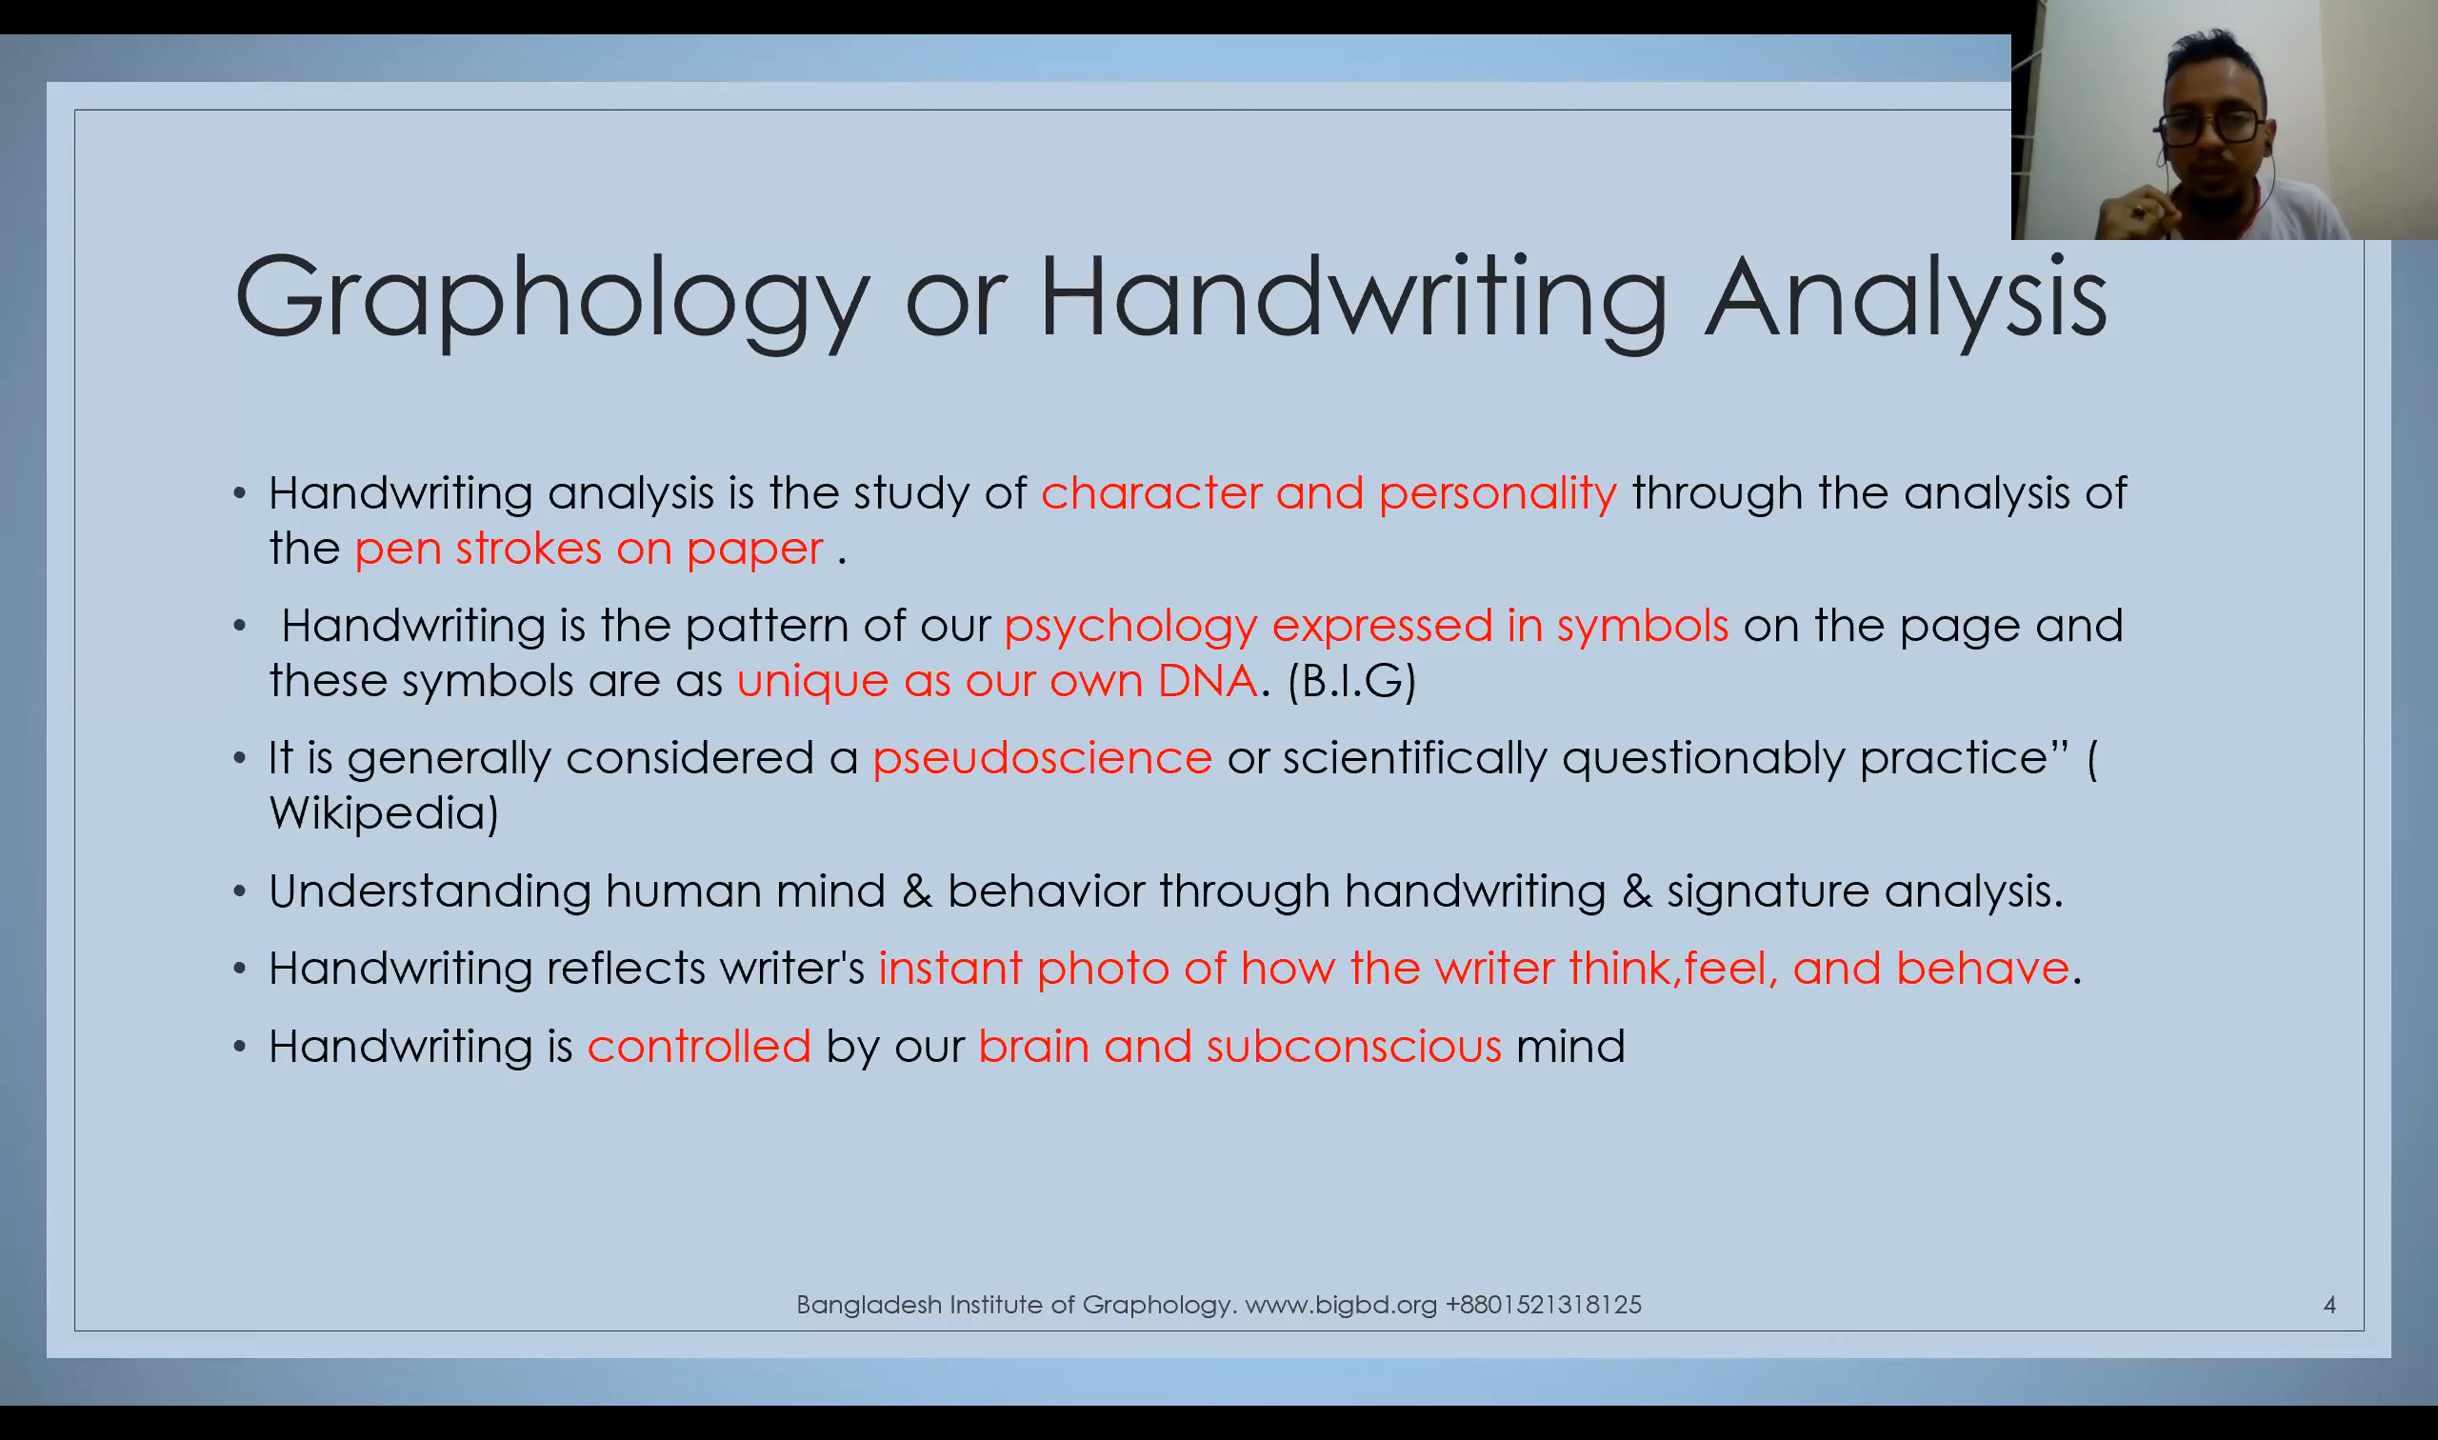 Graphology or Handwriting Analysis
• Handwriting analysis is the study of character and personality through the analysis of
the pen strokes on paper .
• Handwriting is the pattern of our psychology expressed in symbols on the page and
these symbols are as unique as our own DNA. (B.I.G)
• It is generally considered a pseudoscience or scientifically questionably practice” (
Wikipedia)
• Understanding human mind & behavior through handwriting & signature analysis.
• Handwriting reflects writer's instant photo of how the writer think,feel, and behave.
• Handwriting is controlled by our brain and subconscious mind
Bangladesh Institute of Graphology. www.bigbd.org +8801521318125
4